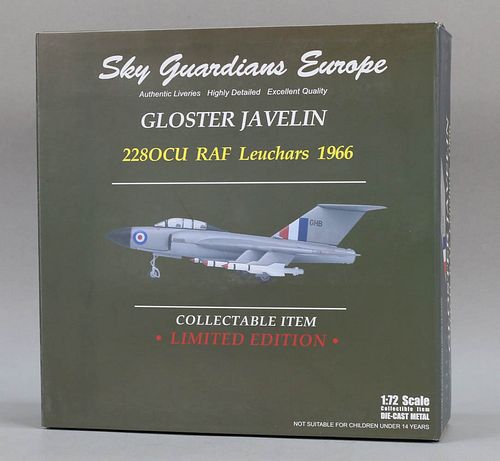 Sky Guardians Europe
Authentic Liveries Highly Detailed Excellent Quality
GLOSTER JAVELIN
228OCU RAF Leuchars 1966
GHB
COLLECTABLE ITEM
• LIMITED EDITION •
1:72 Scale
Collectible Item
DIE-CAST METAL
NOT SUITABLE FOR CHILDREN UNDER 14 YEARS